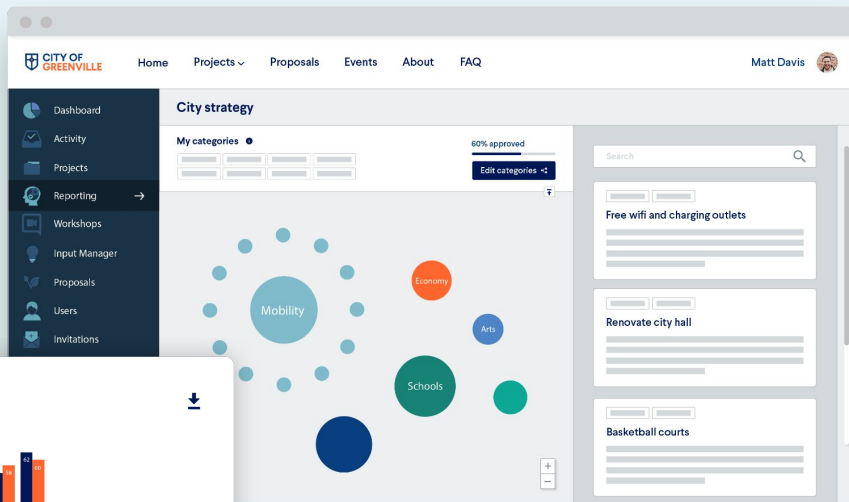 CITY OF
GREENVILLE
Home
Projects
Proposals
Events
About
FAQ
Matt Davis
Dashboard
Activity
Projects
Reporting
Workshops
Input Manager
Proposals
Users
Invitations
City strategy
My categories
60% approved
Edit categories
Mobility
Economy
Arts
Schools
Search
Free wifi and charging outlets
Renovate city hall
Basketball courts
56
62
60